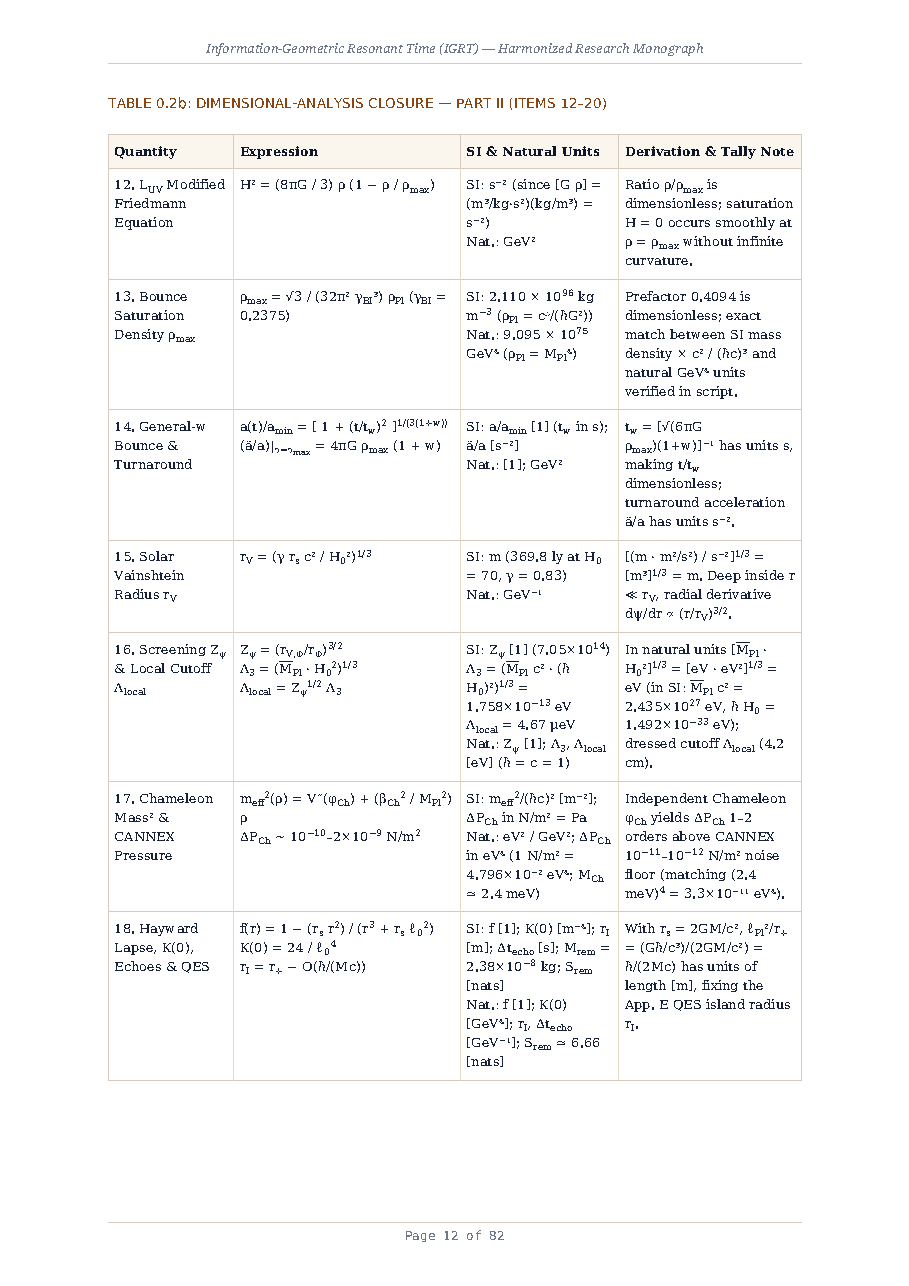 Information-Geometric Resonant Time (IGRT) — Harmonized Research Monograph
TABLE 0.2b: DIMENSIONAL-ANALYSIS CLOSURE — PART II (ITEMS 12–20)
Quantity
Expression
SI & Natural Units
Derivation & Tally Note
12. L_UV Modified
Friedmann
Equation
H² = (8πG / 3) ρ (1 − ρ / ρ_max)
SI: s⁻² (since [G ρ] =
(m³/kg·s²)(kg/m³) =
s⁻²)
Nat.: GeV²
Ratio ρ/ρ_max is
dimensionless; saturation
H = 0 occurs smoothly at
ρ = ρ_max without infinite
curvature.
13. Bounce
Saturation
Density ρ_max
ρ_max = √3 / (32π² γ_BI³) ρ_Pl (γ_BI =
0.2375)
SI: 2.110 × 10⁹⁶ kg
m⁻³ (ρ_Pl = c⁵/(ℏG²))
Nat.: 9.095 × 10⁷⁵
GeV⁴ (ρ_Pl = M_Pl⁴)
Prefactor 0.4094 is
dimensionless; exact
match between SI mass
density × c² / (ℏc)³ and
natural GeV⁴ units
verified in script.
14. General-w
Bounce &
Turnaround
a(t)/a_min = [ 1 + (t/t_w)² ]^1/(3(1+w))
(ä/a)|_ρ=ρmax = 4πG ρ_max (1 + w)
SI: a/a_min [1] (t_w in s);
ä/a [s⁻²]
Nat.: [1]; GeV²
t_w = [√(6πG
ρ_max)(1+w)]⁻¹ has units s,
making t/t_w
dimensionless;
turnaround acceleration
ä/a has units s⁻².
15. Solar
Vainshtein
Radius r_V
r_V = (γ r_s c² / H₀²)^1/3
SI: m (369.8 ly at H₀
= 70, γ = 0.83)
Nat.: GeV⁻¹
[(m · m²/s²) / s⁻²]^1/3 =
[m³]^1/3 = m. Deep inside r
≪ r_V, radial derivative
dψ/dr ∝ (r/r_V)^3/2.
16. Screening Z_ψ
& Local Cutoff
Λ_local
Z_ψ = (r_V,⊕/r_⊕)^3/2
Λ₃ = (M̅_Pl · H₀²)^1/3
Λ_local = Z_ψ^1/2 Λ₃
SI: Z_ψ [1] (7.05×10¹⁴)
Λ₃ = (M̅_Pl c² · (ℏ
H₀)²)^1/3 =
1.758×10⁻¹³ eV
Λ_local = 4.67 μeV
Nat.: Z_ψ [1]; Λ₃, Λ_local
[eV] (ℏ = c = 1)
In natural units [M̅_Pl ·
H₀²]^1/3 = [eV · eV²]^1/3 =
eV (in SI: M̅_Pl c² =
2.435×10²⁷ eV, ℏ H₀ =
1.492×10⁻³³ eV);
dressed cutoff Λ_local (4.2
cm).
17. Chameleon
Mass² &
CANNEX
Pressure
m_eff²(ρ) = V″(φ_Ch) + (β_Ch² / M_Pl²)
ρ
ΔP_Ch ~ 10⁻¹⁰–2×10⁻⁹ N/m²
SI: m_eff²/(ℏc)² [m⁻²];
ΔP_Ch in N/m² = Pa
Nat.: eV² / GeV²; ΔP_Ch
in eV⁴ (1 N/m² =
4.796×10⁻² eV⁴; M_Ch
≃ 2.4 meV)
Independent Chameleon
φ_Ch yields ΔP_Ch 1–2
orders above CANNEX
10⁻¹¹–10⁻¹² N/m² noise
floor (matching (2.4
meV)⁴ = 3.3×10⁻¹¹ eV⁴).
18. Hayward
Lapse, K(0),
Echoes & QES
f(r) = 1 − (r_s r²) / (r³ + r_s ℓ₀²)
K(0) = 24 / ℓ₀⁴
r_I = r₊ − O(ℏ/(Mc))
SI: f [1]; K(0) [m⁻⁴]; r_I
[m]; Δt_echo [s]; M_rem =
2.38×10⁻⁸ kg; S_rem
[nats]
Nat.: f [1]; K(0)
[GeV⁴]; r_I, Δt_echo
[GeV⁻¹]; S_rem ≃ 6.66
[nats]
With r_s = 2GM/c², ℓ_Pl²/r₊
= (Gℏ/c³)/(2GM/c²) =
ℏ/(2Mc) has units of
length [m], fixing the
App. E QES island radius
r_I.
Page 12 of 82